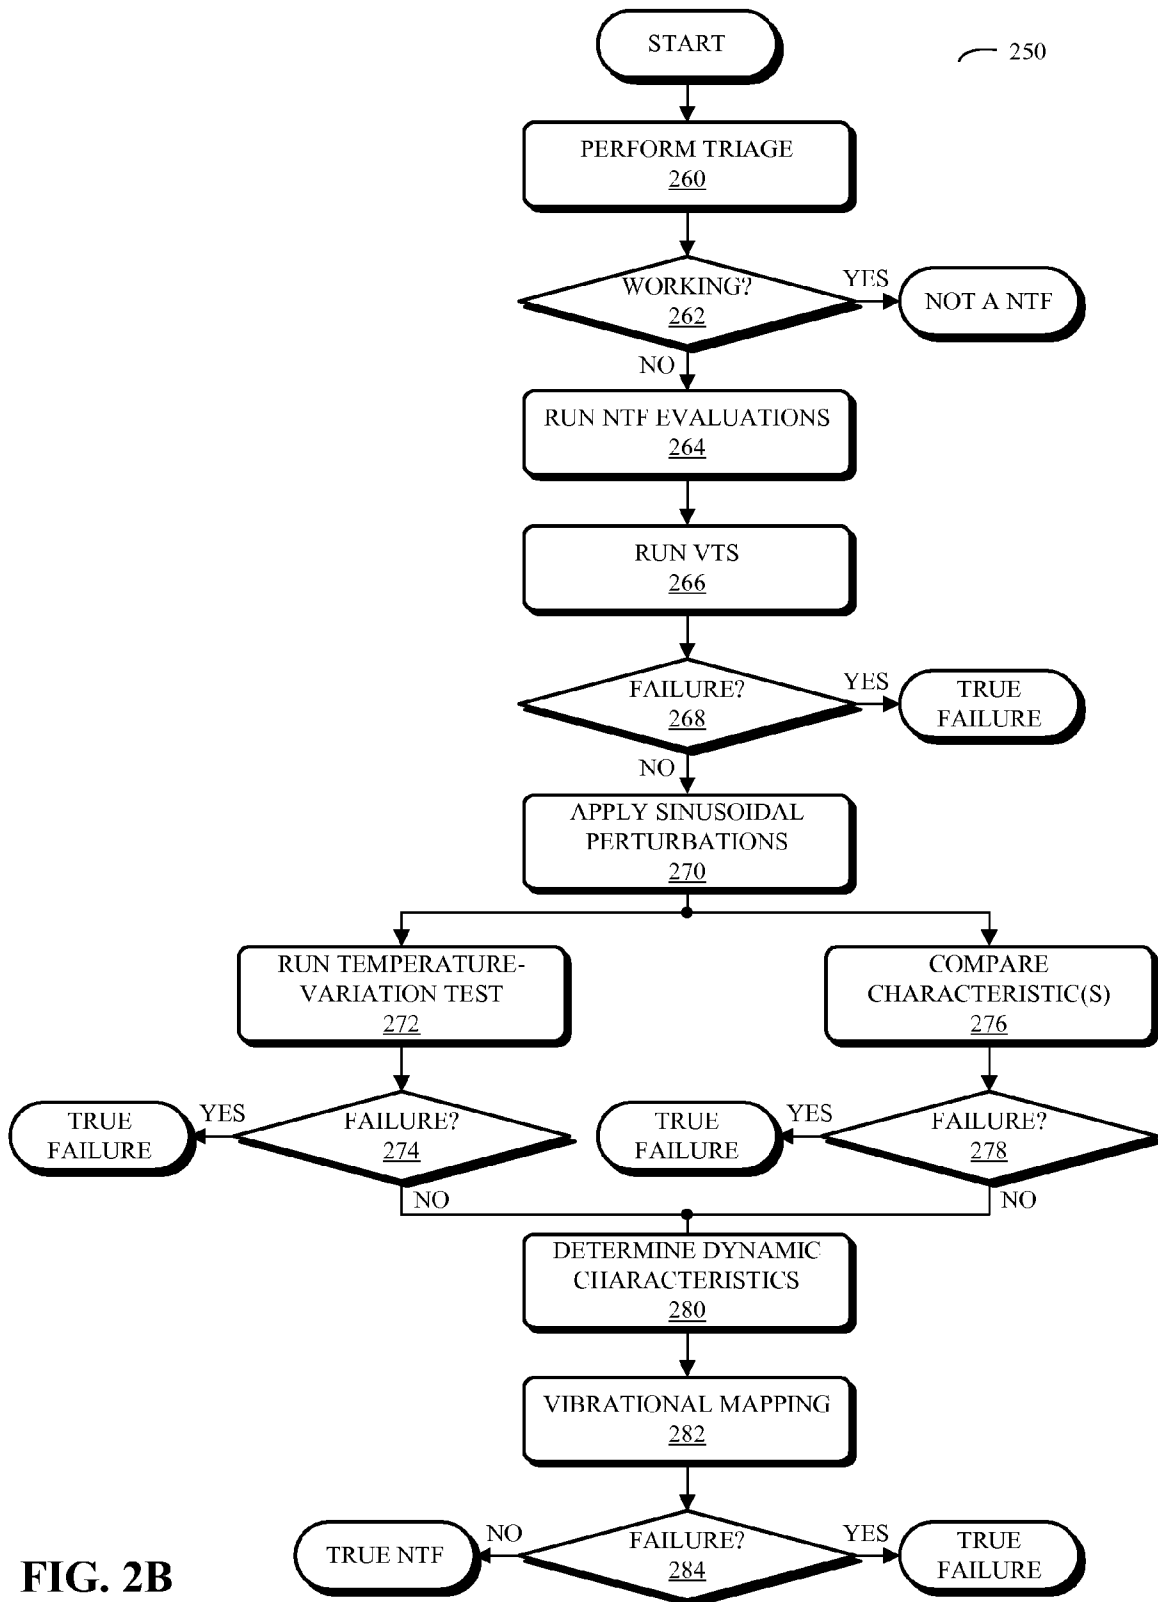 START
250
PERFORM TRIAGE
260
WORKING?
262
YES
NOT A NTF
NO
RUN NTF EVALUATIONS
264
RUN VTS
266
FAILURE?
268
YES
TRUE
FAILURE
NO
APPLY SINUSOIDAL
PERTURBATIONS
270
RUN TEMPERATURE-
VARIATION TEST
272
COMPARE
CHARACTERISTIC(S)
276
TRUE
FAILURE
YES
FAILURE?
274
NO
TRUE
FAILURE
YES
FAILURE?
278
NO
DETERMINE DYNAMIC
CHARACTERISTICS
280
VIBRATIONAL MAPPING
282
TRUE NTF
NO
FAILURE?
284
YES
TRUE
FAILURE
FIG. 2B